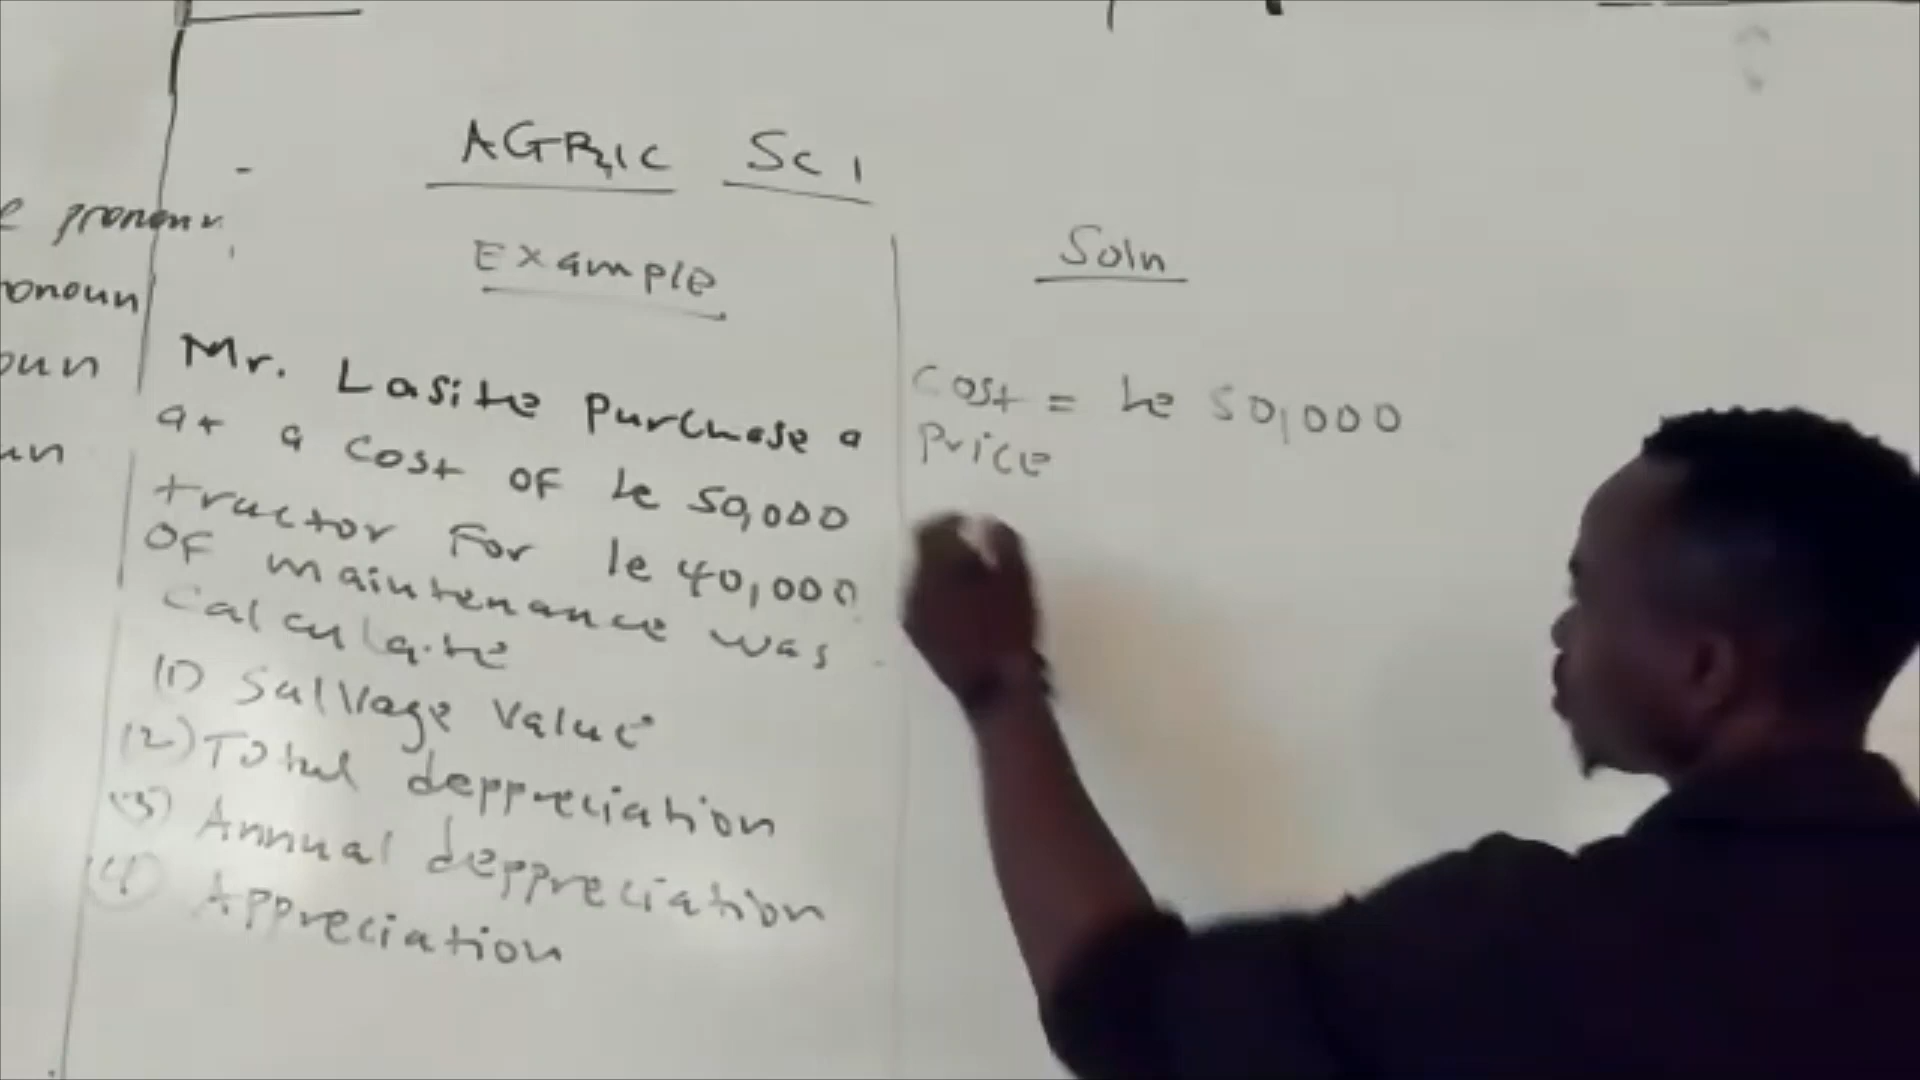 AGRIC SCI
Example
Mr. Lasite purchase a
at a cost of le 50,000
tractor for le 40,000
of maintenance was
Calculate
(1) Salvage Value
(2) Total deppreciation
(3) Annual deppreciation
(4) Appreciation
Soln
Cost = le 50,000
price
pronoun
onoun
oun
un